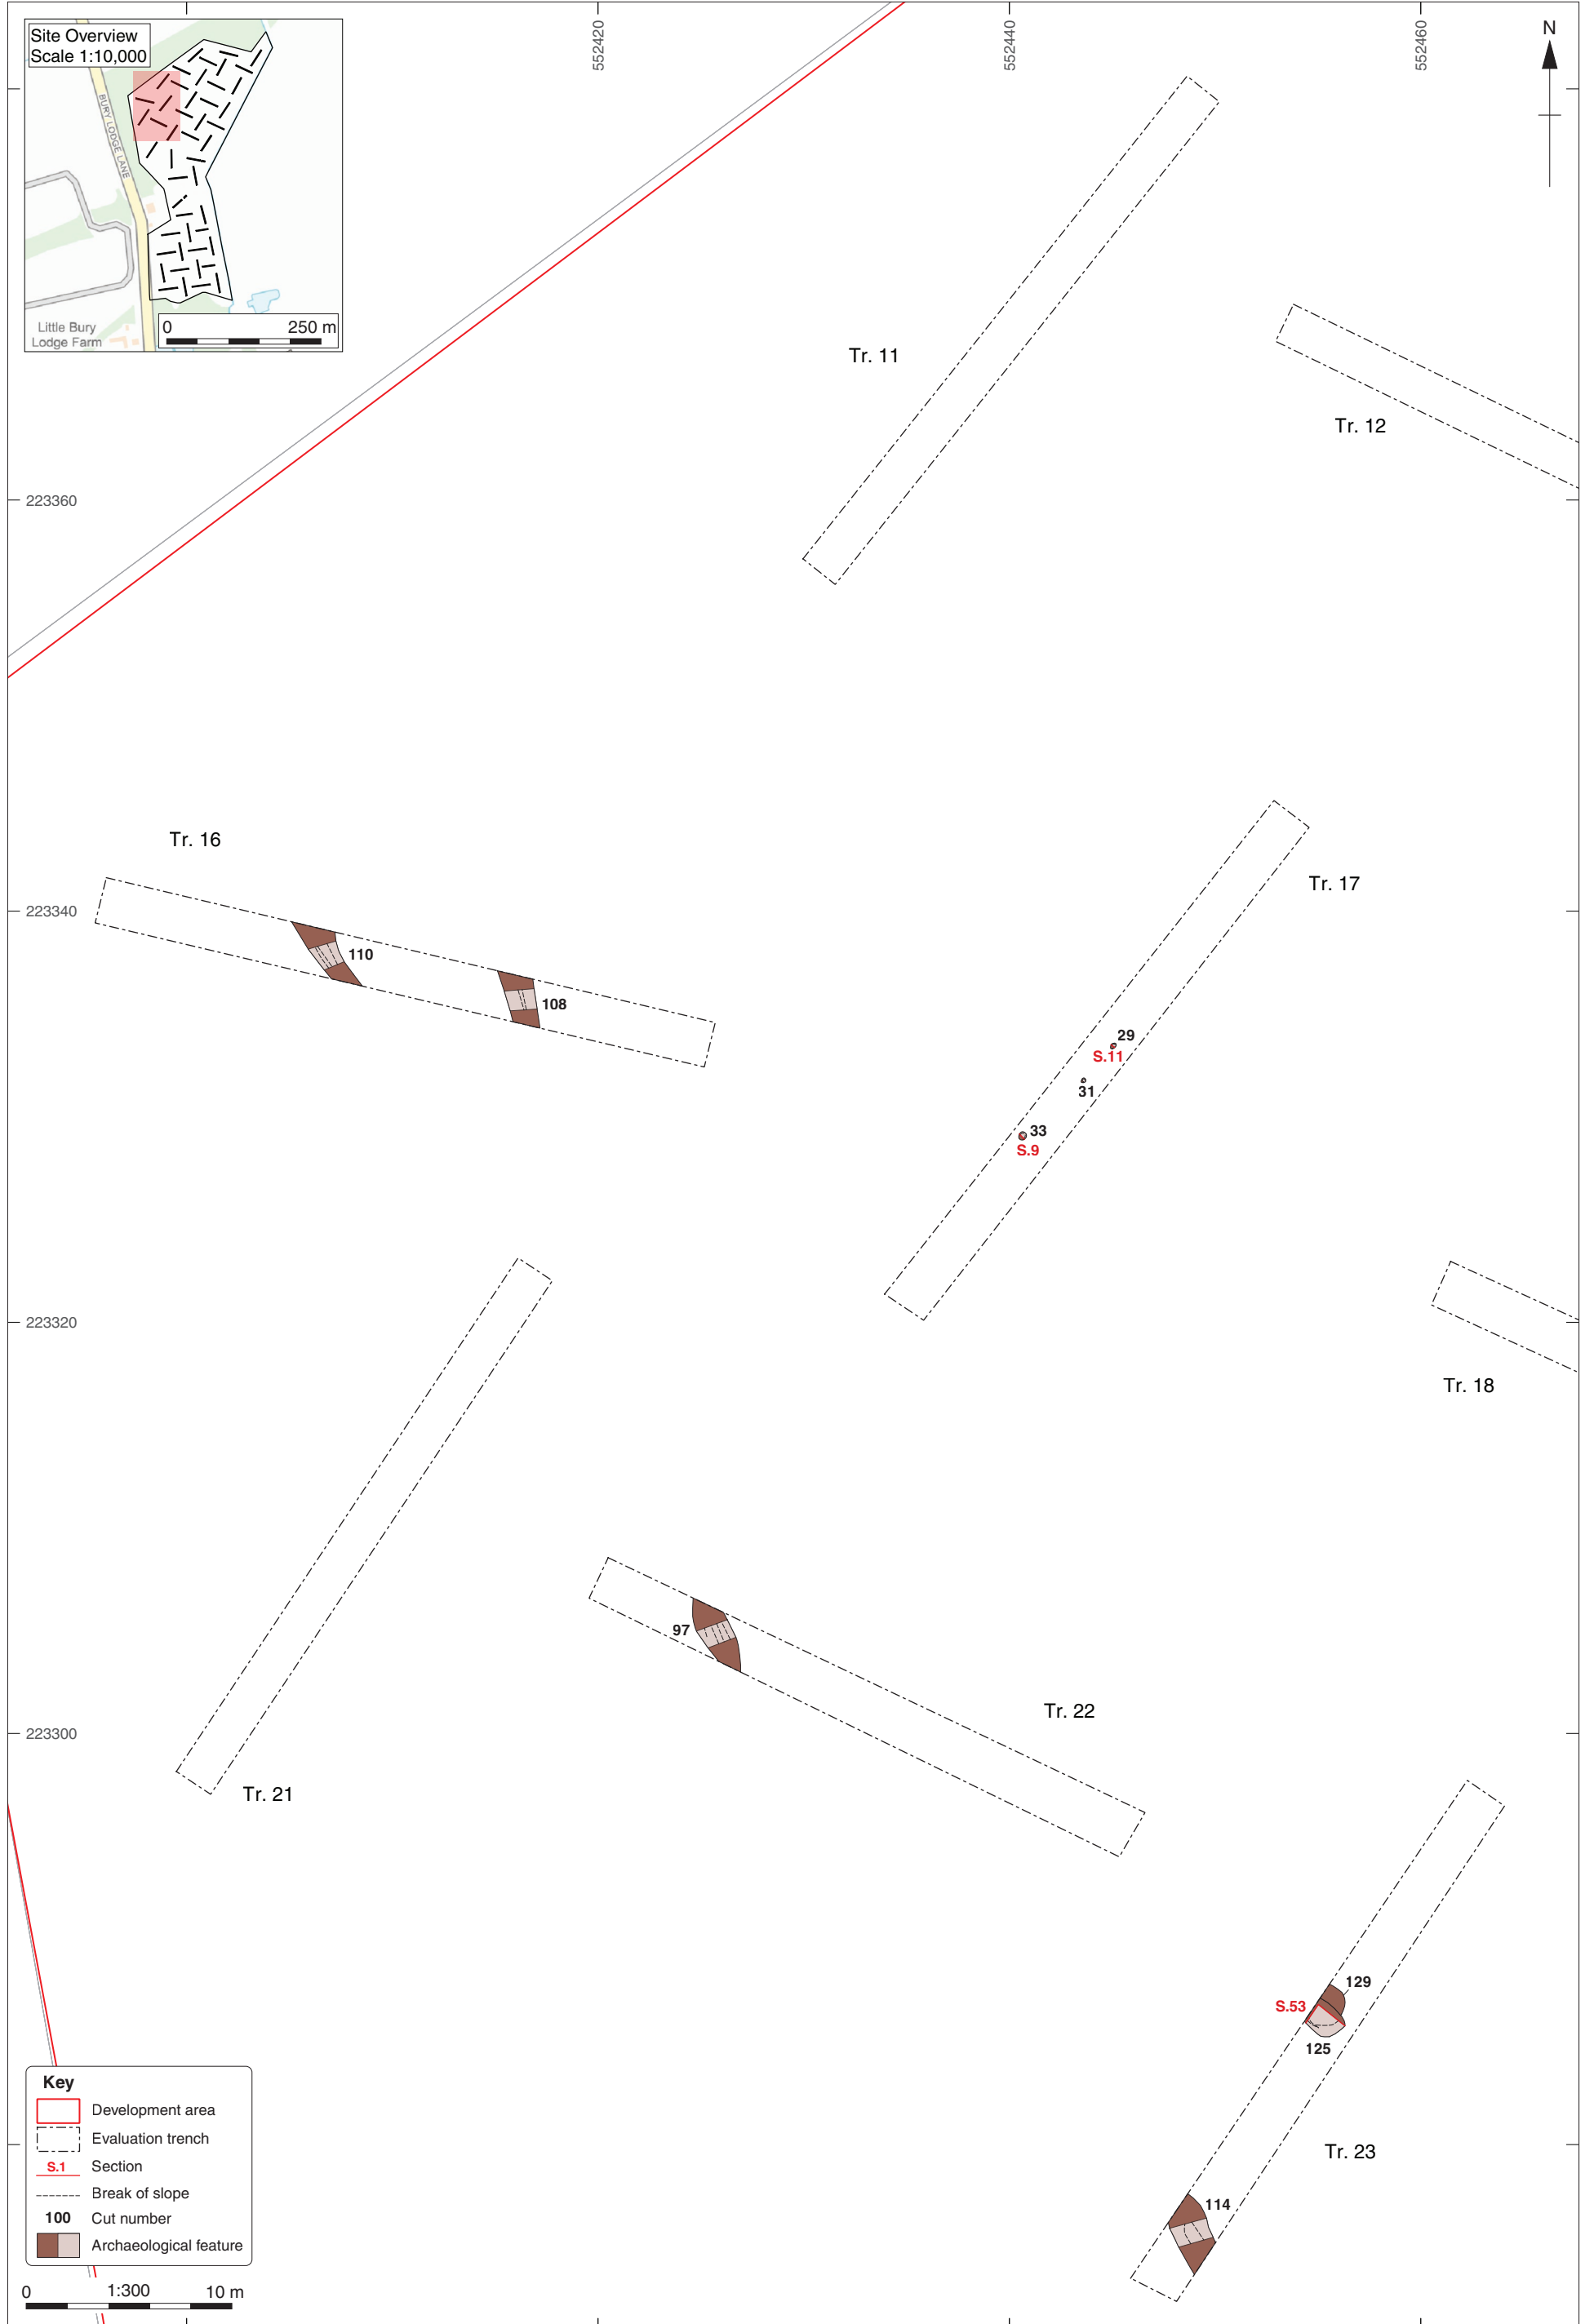 Site Overview
Scale 1:10,000
BURY LODGE LANE
Little Bury
Lodge Farm
0 250 m
552420
552440
552460
N
Tr. 11
Tr. 12
223360
Tr. 16
Tr. 17
223340
110
108
29
S.11
31
33
S.9
223320
Tr. 18
97
Tr. 22
223300
Tr. 21
129
S.53
125
Tr. 23
114
Key
Development area
Evaluation trench
S.1 Section
Break of slope
100 Cut number
Archaeological feature
0 1:300 10 m